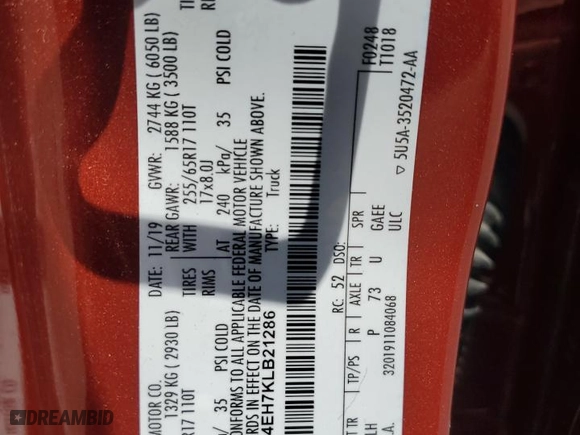 MOTOR CO.
DATE: 11/19 GVWR: 2744 KG ( 6050 LB)
1329 KG ( 2930 LB) REAR GAWR: 1588 KG ( 3500 LB)
TIRES WITH 255/65R17 110T
R17 110T RIMS 17x8.0J
35 PSI COLD AT 240 kPa/ 35 PSI COLD
CONFORMS TO ALL APPLICABLE FEDERAL MOTOR VEHICLE
IN EFFECT ON THE DATE OF MANUFACTURE SHOWN ABOVE.
4EH7KLB21286 TYPE: Truck
F0248
TT018
RC: 52 DSO:
TP/PS R AXLE TR SPR
P 73 U GAEE
ULC
3201911084068
5U5A-3520472-AA
DREAMBID